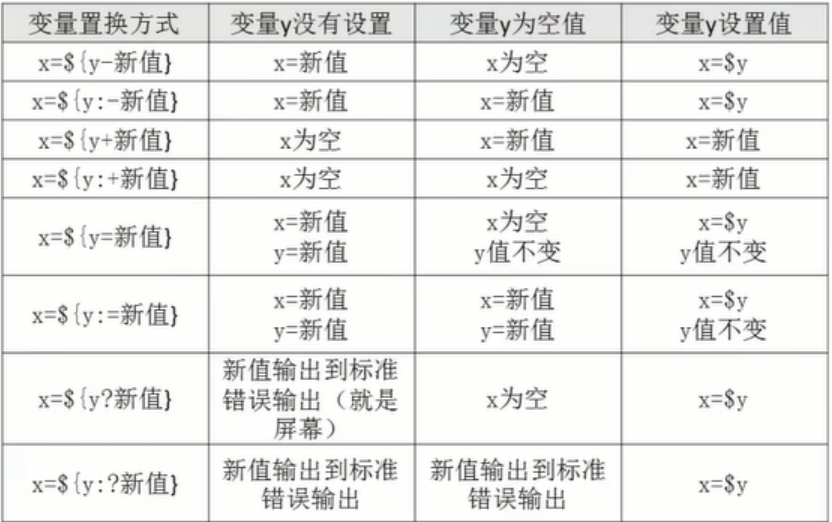 变量置换方式 变量y没有设置 变量y为空值 变量y设置值
x=${y-新值} x=新值 x为空 x=$y
x=${y:-新值} x=新值 x=新值 x=$y
x=${y+新值} x为空 x=新值 x=新值
x=${y:+新值} x为空 x为空 x=新值
x=${y=新值} x=新值 x为空 x=$y
y=新值 y值不变 y值不变
x=${y:=新值} x=新值 x=新值 x=$y
y=新值 y=新值 y值不变
x=${y?新值} 新值输出到标准 x为空 x=$y
错误输出（就是
屏幕）
x=${y:?新值} 新值输出到标准 新值输出到标准 x=$y
错误输出 错误输出